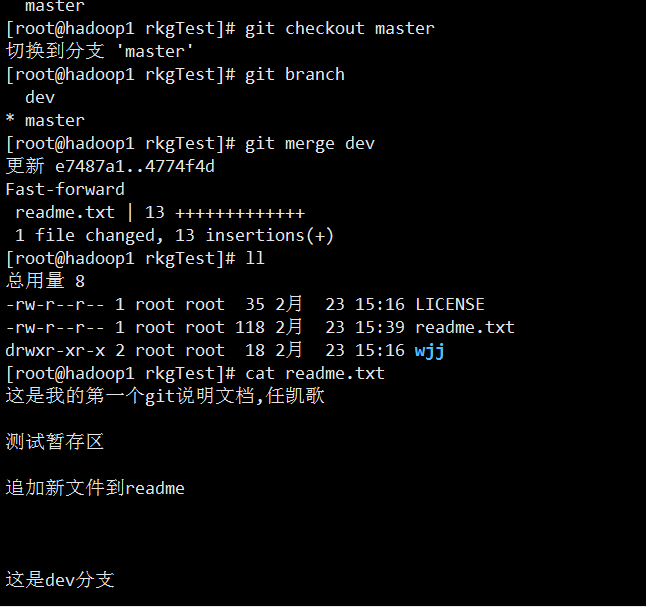 master
[root@hadoop1 rkgTest]# git checkout master
切换到分支 'master'
[root@hadoop1 rkgTest]# git branch
dev
* master
[root@hadoop1 rkgTest]# git merge dev
更新 e7487a1..4774f4d
Fast-forward
readme.txt | 13 +++++++++++++
1 file changed, 13 insertions(+)
[root@hadoop1 rkgTest]# ll
总用量 8
-rw-r--r-- 1 root root  35 2月  23 15:16 LICENSE
-rw-r--r-- 1 root root 118 2月  23 15:39 readme.txt
drwxr-xr-x 2 root root  18 2月  23 15:16 wjj
[root@hadoop1 rkgTest]# cat readme.txt
这是我的第一个git说明文档,任凯歌
测试暂存区
追加新文件到readme
这是dev分支